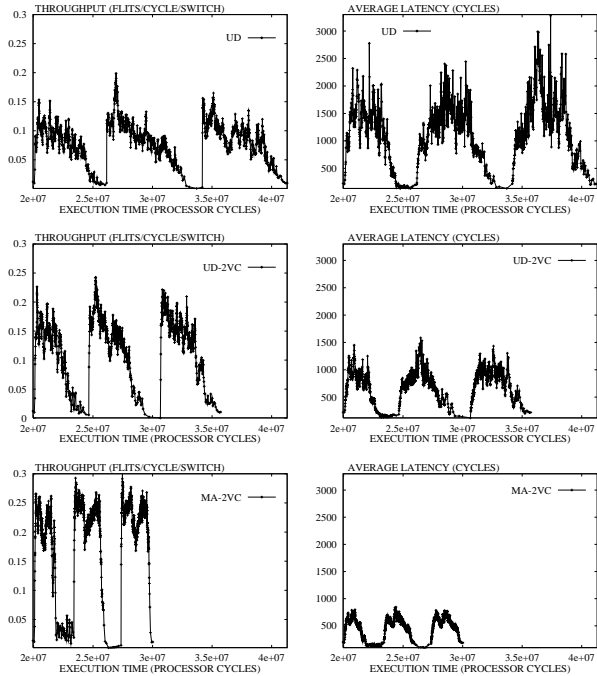 THROUGHPUT (FLITS/CYCLE/SWITCH)
0.3
UD
0.25
0.2
0.15
0.1
0.05
2e+07 2.5e+07 3e+07 3.5e+07 4e+07
EXECUTION TIME (PROCESSOR CYCLES)
AVERAGE LATENCY (CYCLES)
UD
3000
2500
2000
1500
1000
500
2e+07 2.5e+07 3e+07 3.5e+07 4e+07
EXECUTION TIME (PROCESSOR CYCLES)
THROUGHPUT (FLITS/CYCLE/SWITCH)
0.3
UD-2VC
0.25
0.2
0.15
0.1
0.05
0
2e+07 2.5e+07 3e+07 3.5e+07 4e+07
EXECUTION TIME (PROCESSOR CYCLES)
AVERAGE LATENCY (CYCLES)
UD-2VC
3000
2500
2000
1500
1000
500
2e+07 2.5e+07 3e+07 3.5e+07 4e+07
EXECUTION TIME (PROCESSOR CYCLES)
THROUGHPUT (FLITS/CYCLE/SWITCH)
0.3
MA-2VC
0.25
0.2
0.15
0.1
0.05
0
2e+07 2.5e+07 3e+07 3.5e+07 4e+07
EXECUTION TIME (PROCESSOR CYCLES)
AVERAGE LATENCY (CYCLES)
MA-2VC
3000
2500
2000
1500
1000
500
2e+07 2.5e+07 3e+07 3.5e+07 4e+07
EXECUTION TIME (PROCESSOR CYCLES)